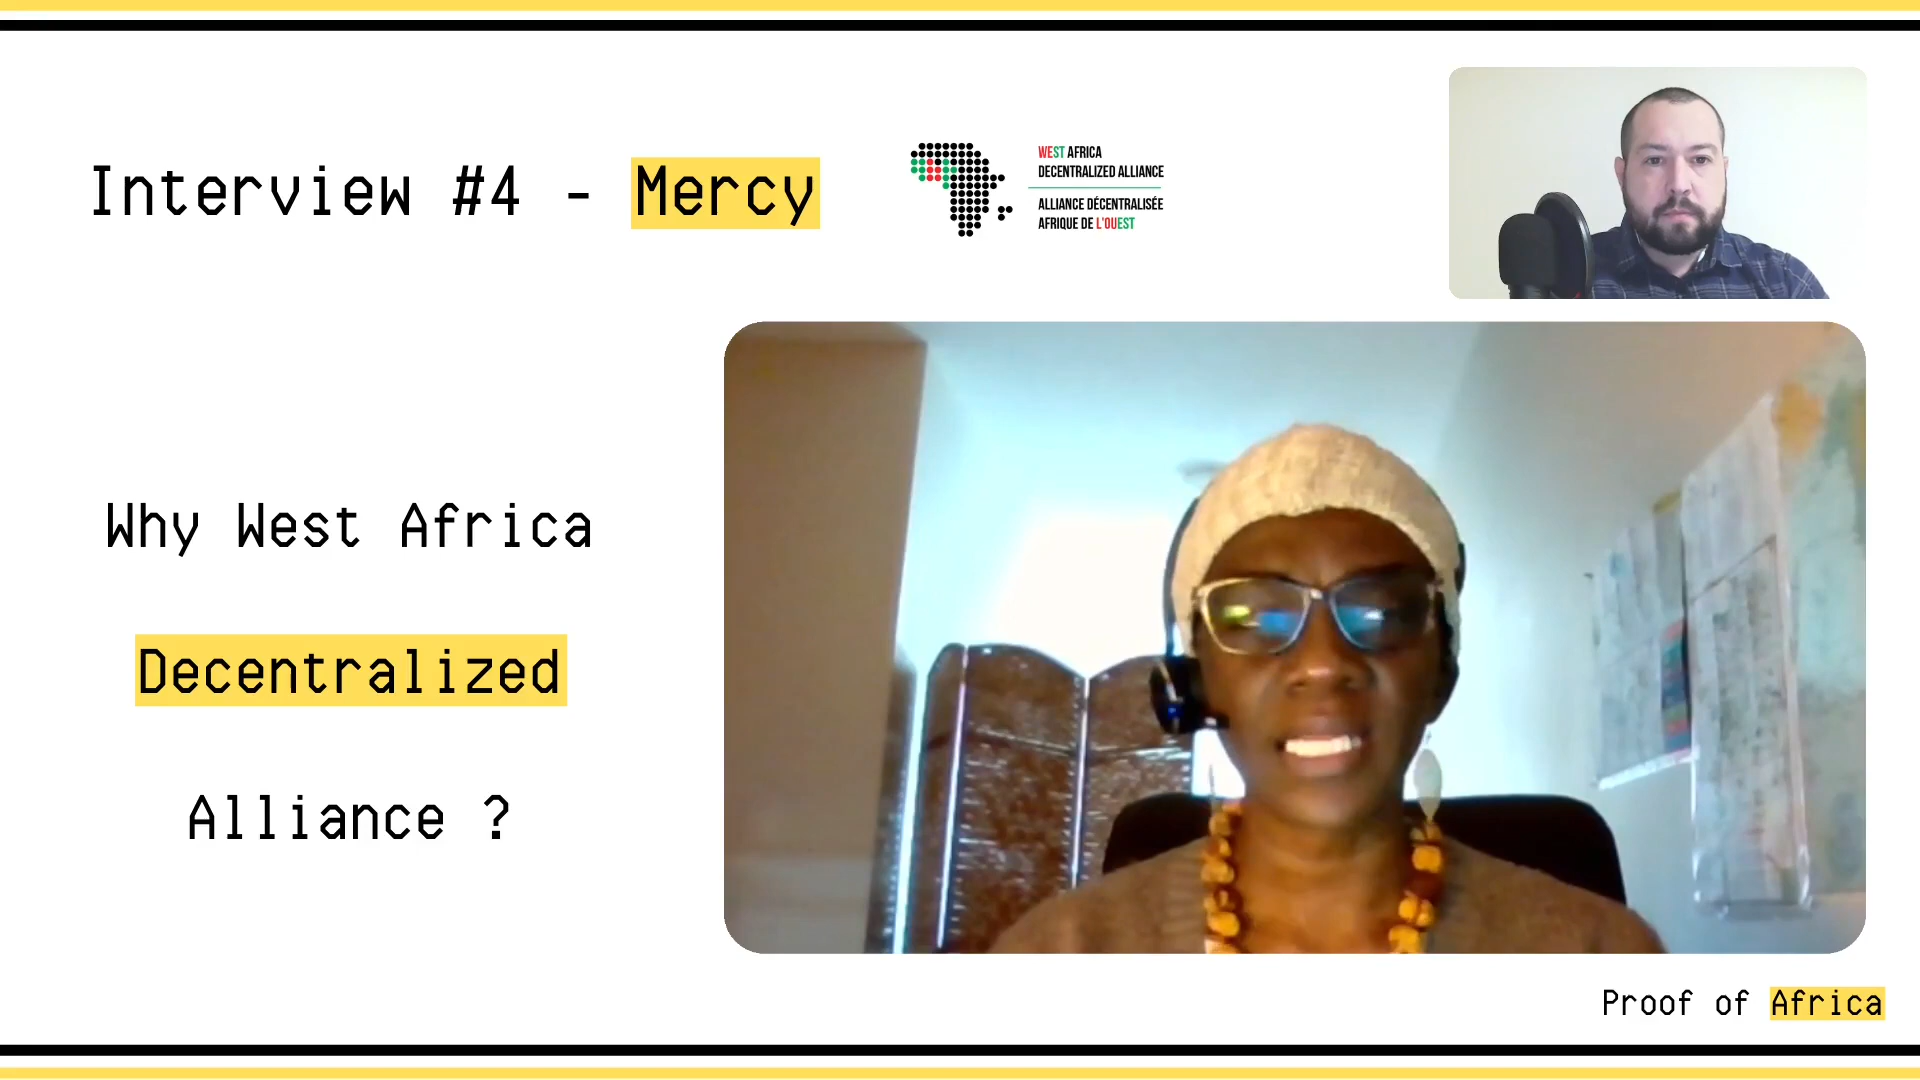 Interview #4 - Mercy
WEST AFRICA
DECENTRALIZED ALLIANCE
ALLIANCE DÉCENTRALISÉE
AFRIQUE DE L'OUEST
Why West Africa
Decentralized
Alliance ?
Proof of Africa